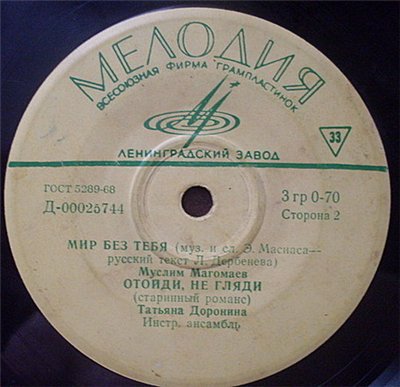 МЕЛОДИЯ
ВСЕСОЮЗНАЯ ФИРМА ГРАМПЛАСТИНОК
33
ЛЕНИНГРАДСКИЙ ЗАВОД
ГОСТ 5289-68
Д-00025744
3 гр 0-70
Сторона 2
МИР БЕЗ ТЕБЯ (муз. и сл. Э. Масиаса—
русский текст Л. Дербенева)
Муслим Магомаев
ОТОЙДИ, НЕ ГЛЯДИ
(старинный романс)
Татьяна Доронина
Инстр. ансамбль